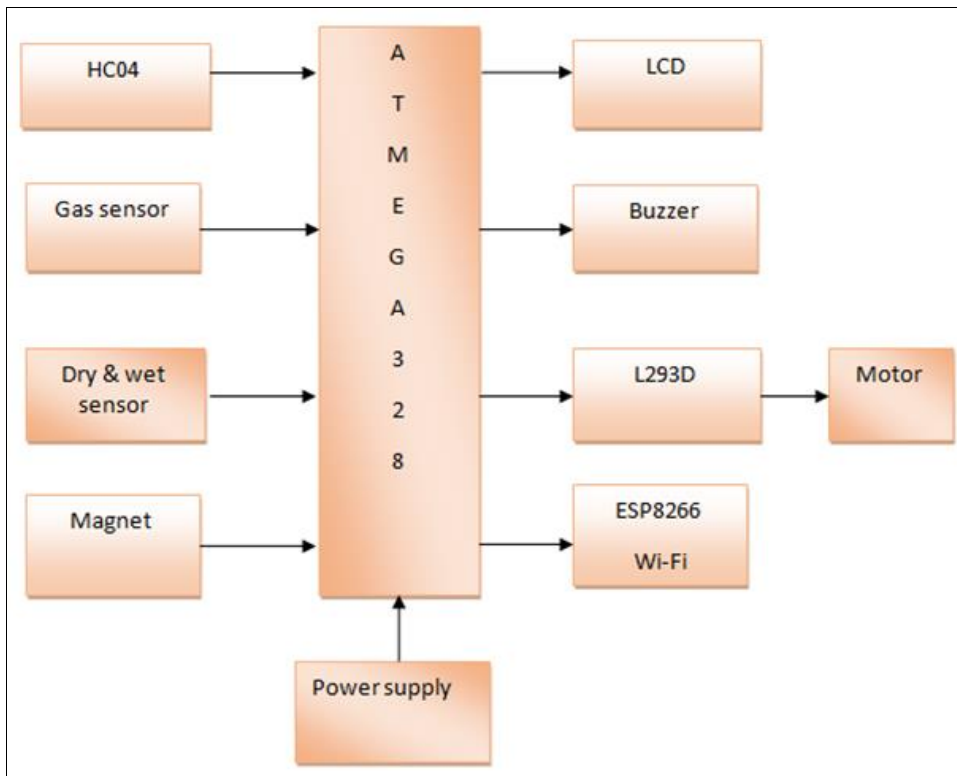 HC04
Gas sensor
Dry & wet
sensor
Magnet
A
T
M
E
G
A
3
2
8
LCD
Buzzer
L293D
Motor
ESP8266
Wi-Fi
Power supply